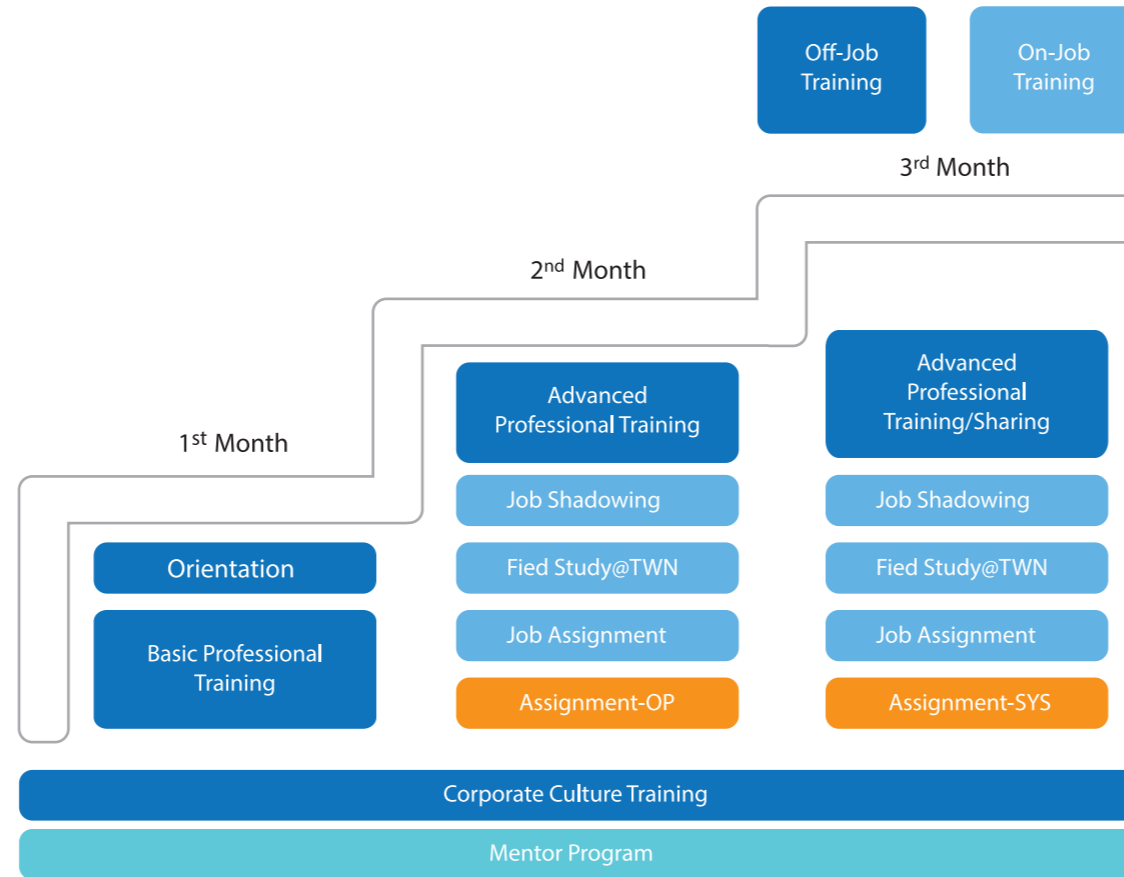 Off-Job
Training
On-Job
Training
3rd Month
2nd Month
1st Month
Orientation
Basic Professional
Training
Advanced
Professional Training
Job Shadowing
Fied Study@TWN
Job Assignment
Assignment-OP
Advanced
Professional
Training/Sharing
Job Shadowing
Fied Study@TWN
Job Assignment
Assignment-SYS
Corporate Culture Training
Mentor Program